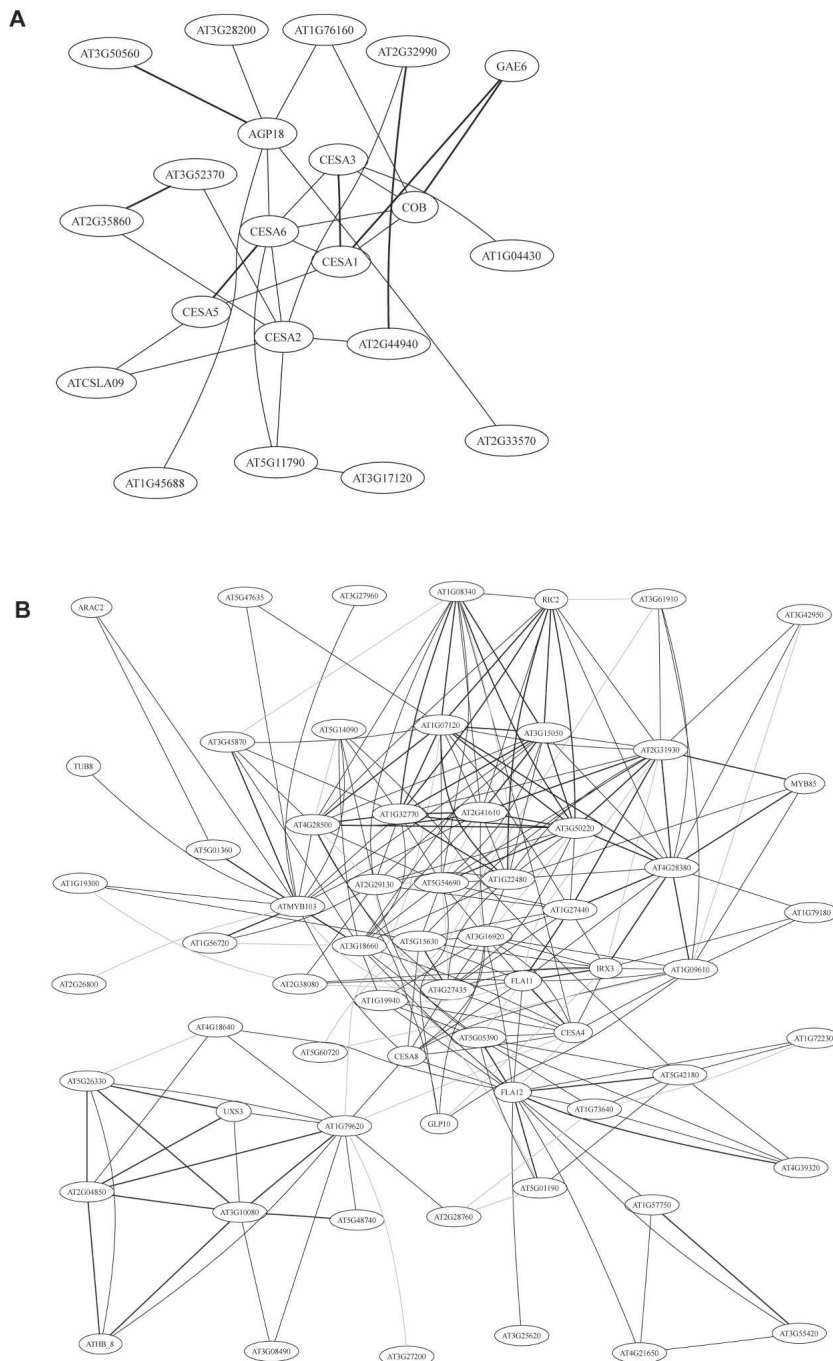 A
AT3G28200
AT1G76160
AT3G50560
AT2G32990
GAE6
AGP18
CESA3
AT3G52370
COB
AT2G35860
CESA6
AT1G04430
CESA1
CESA5
CESA2
AT2G44940
ATCSLA09
AT2G33570
AT5G11790
AT1G45688
AT3G17120
B
AT1G08340
AT5G47635
AT3G27960
RIC2
AT3G61910
ARAC2
AT3G42950
AT1G07120
AT5G14090
AT3G15050
AT3G45870
AT2G31930
TUB8
MYB85
AT1G32770
AT2G41610
AT4G28500
AT3G50220
AT5G01360
AT4G28380
AT1G22480
AT1G19300
AT2G29130
AT5G54690
ATMYB103
AT1G27440
AT1G79180
AT3G16920
AT1G56720
AT3G18660
AT5G15630
IRX3
AT1G09610
AT2G26800
AT2G38080
AT4G27435
FLA11
AT1G19940
AT4G18640
CESA4
AT5G05390
AT1G72230
AT5G60720
CESA8
AT5G42180
AT5G26330
FLA12
UXS3
AT1G73640
AT1G79620
GLP10
AT4G39320
AT2G04850
AT5G01190
AT3G10080
AT5G48740
AT2G28760
AT1G57750
AT3G25620
AT3G55420
ATHB_8
AT3G08490
AT3G27200
AT4G21650